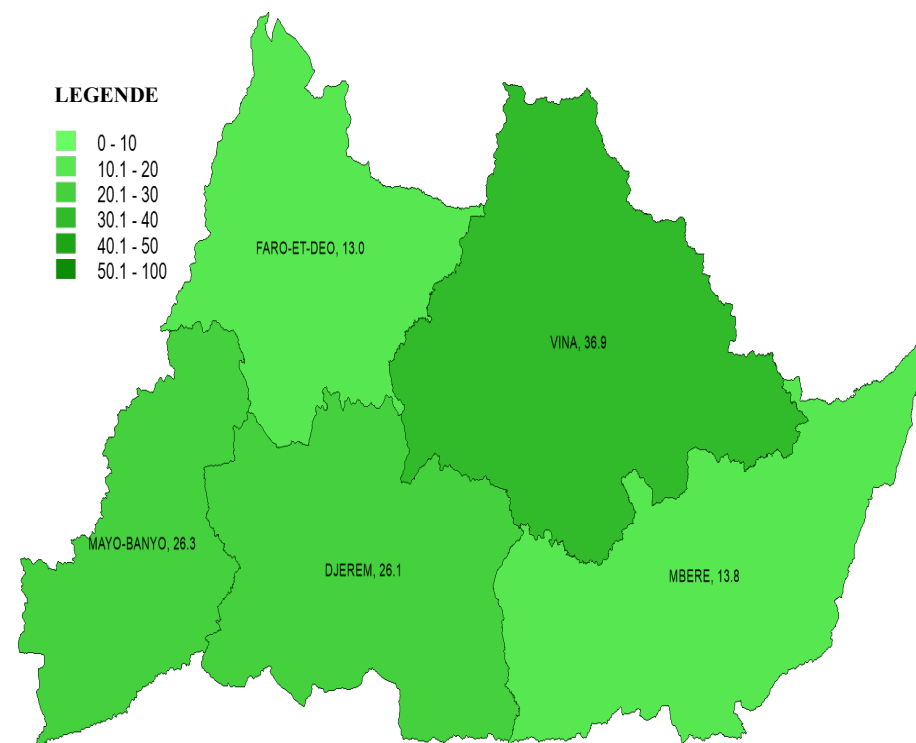 LEGENDE
0 - 10
10.1 - 20
20.1 - 30
30.1 - 40
40.1 - 50
50.1 - 100
FARO-ET-DEO, 13.0
VINA, 36.9
MAYO-BANYO, 26.3
DJEREM, 26.1
MBERE, 13.8